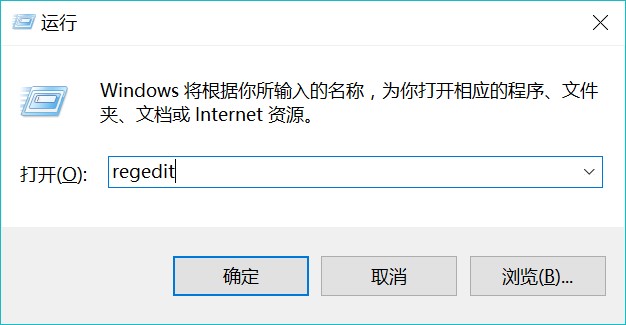 运行
Windows 将根据你所输入的名称，为你打开相应的程序、文件
夹、文档或 Internet 资源。
打开(O):
regedit
确定
取消
浏览(B)...